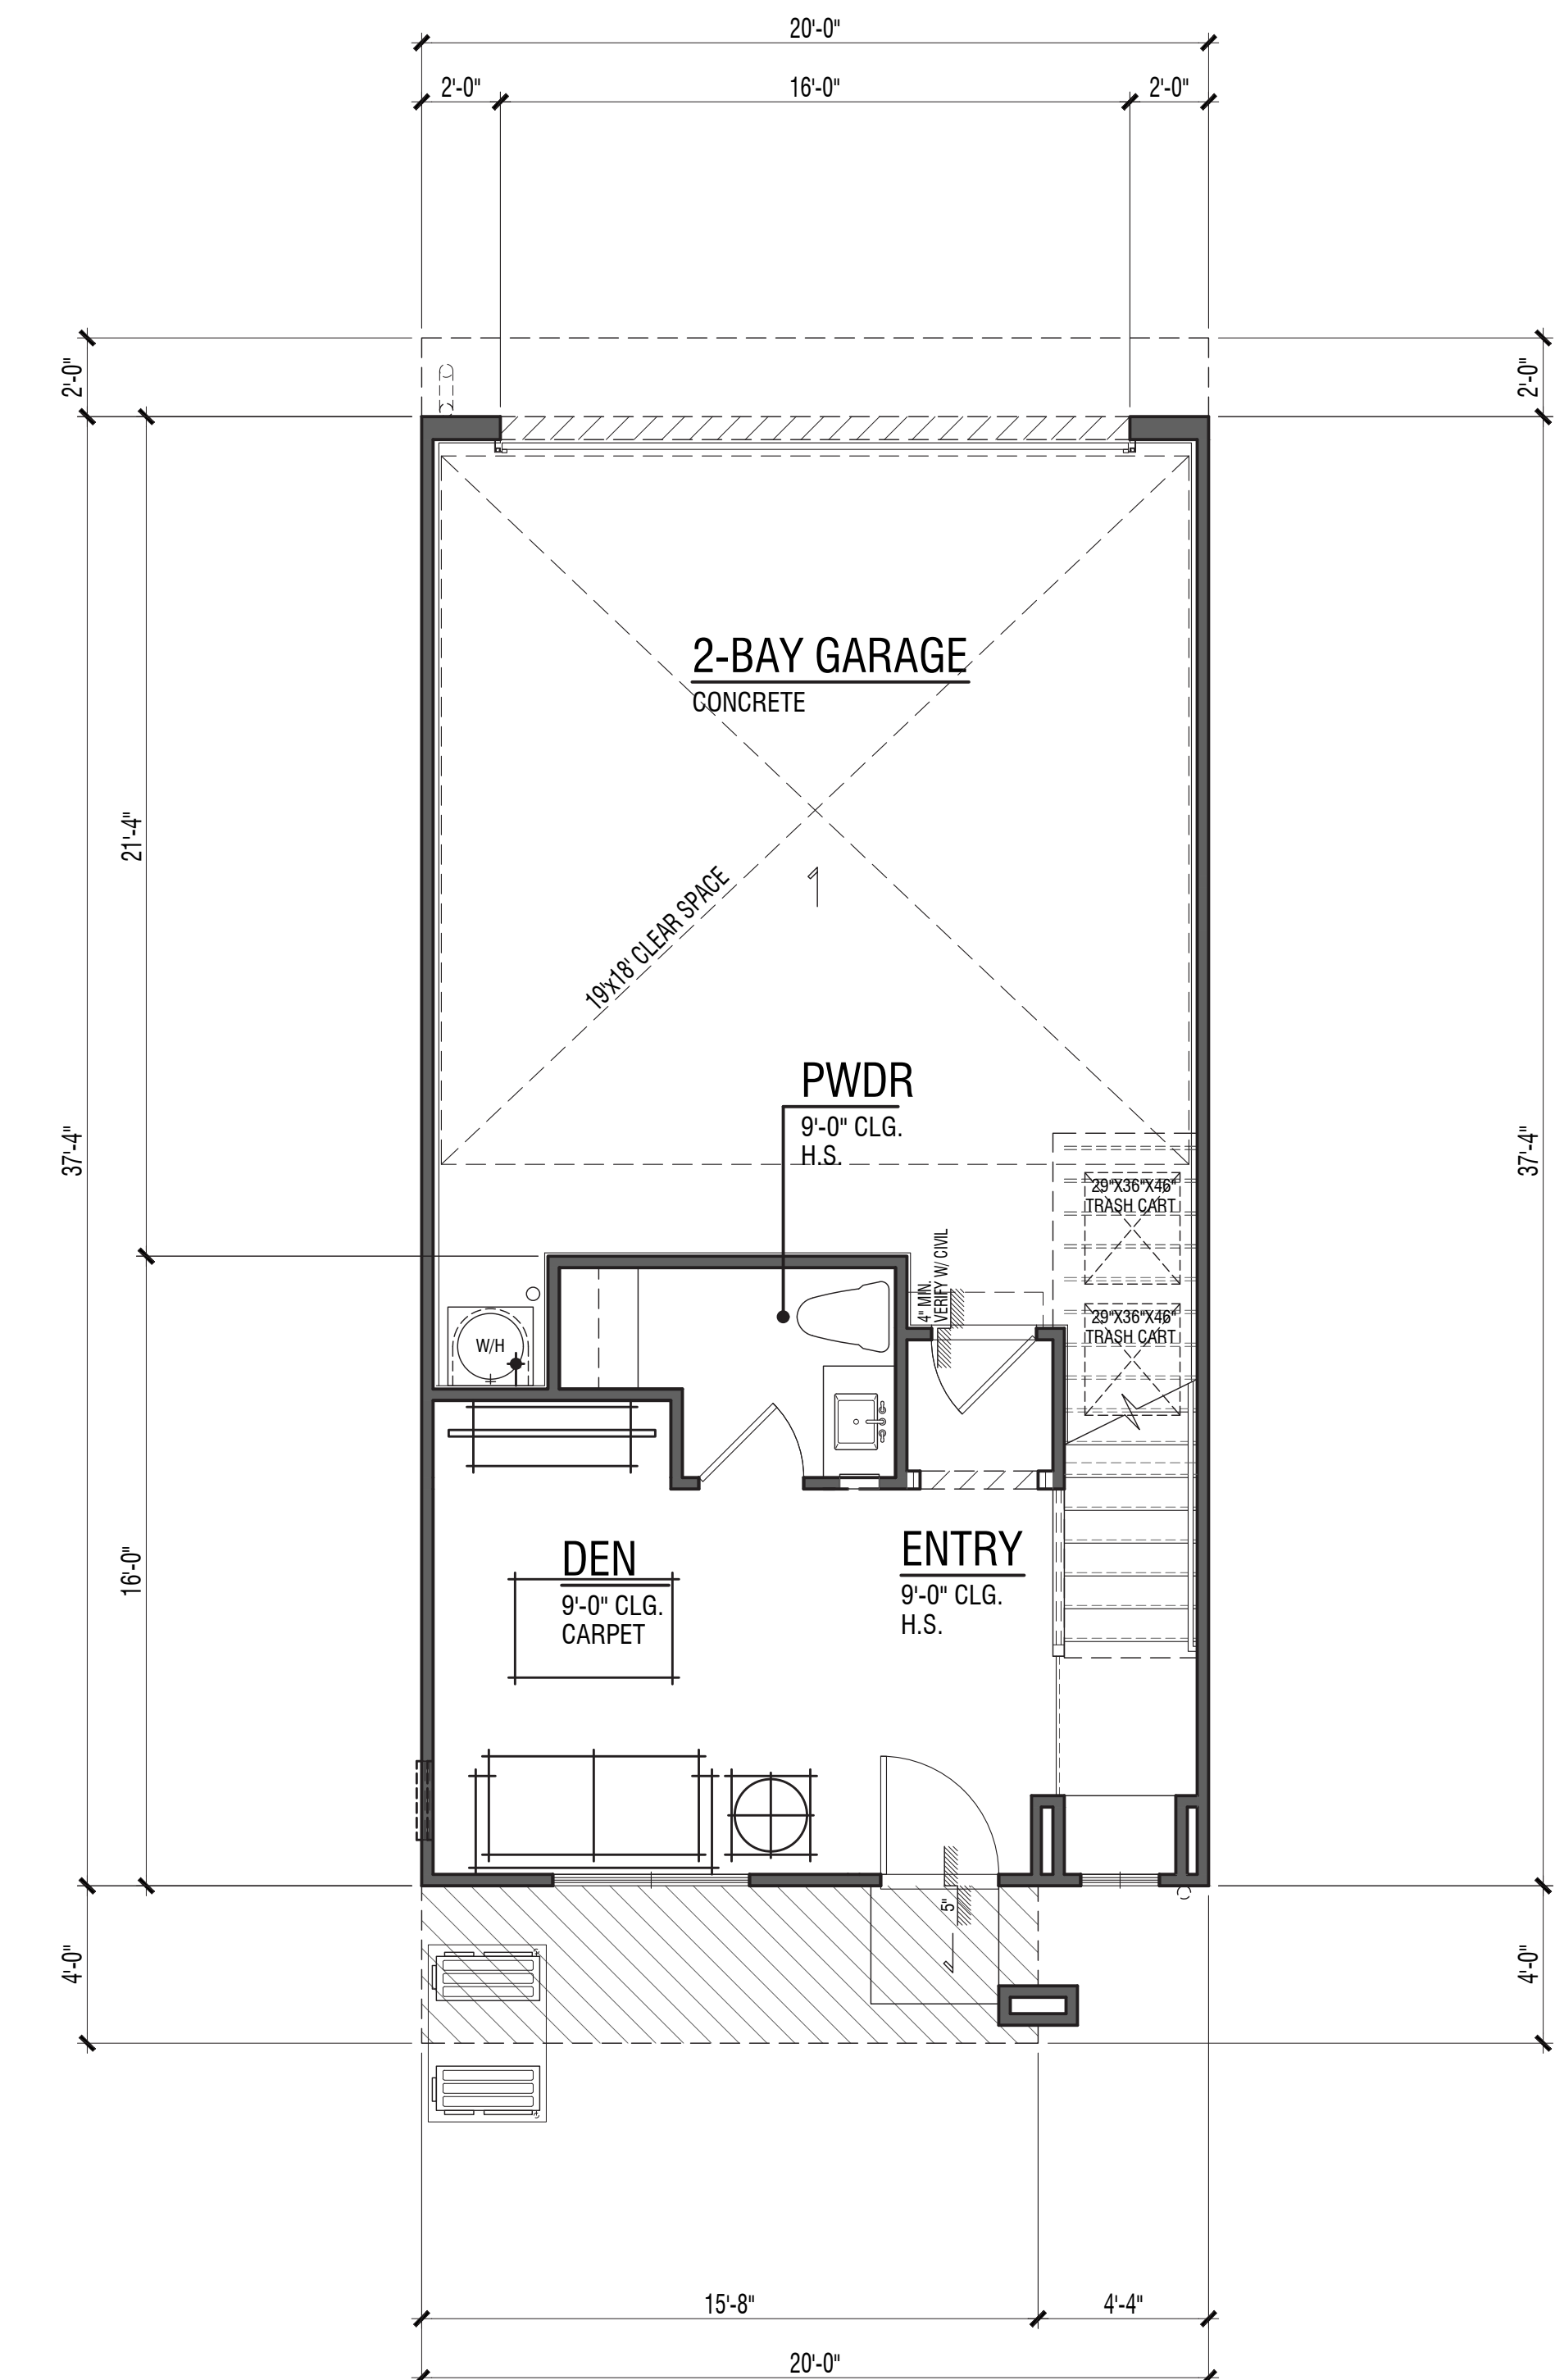 20'-0"
2'-0"
16'-0"
2'-0"
2'-0"
2'-0"
2-BAY GARAGE
CONCRETE
21'-4"
19'x18' CLEAR SPACE
1
PWDR
9'-0" CLG.
H.S.
37'-4"
37'-4"
29"X36"X46"
TRASH CART
4" MIN.
VERIFY W/ CIVIL
29"X36"X46"
TRASH CART
W/H
DEN
9'-0" CLG.
CARPET
ENTRY
9'-0" CLG.
H.S.
16'-0"
5"
4'-0"
4'-0"
15'-8"
4'-4"
20'-0"